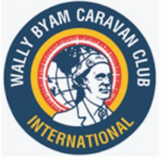 WALLY BYAM CARAVAN CLUB
INTERNATIONAL